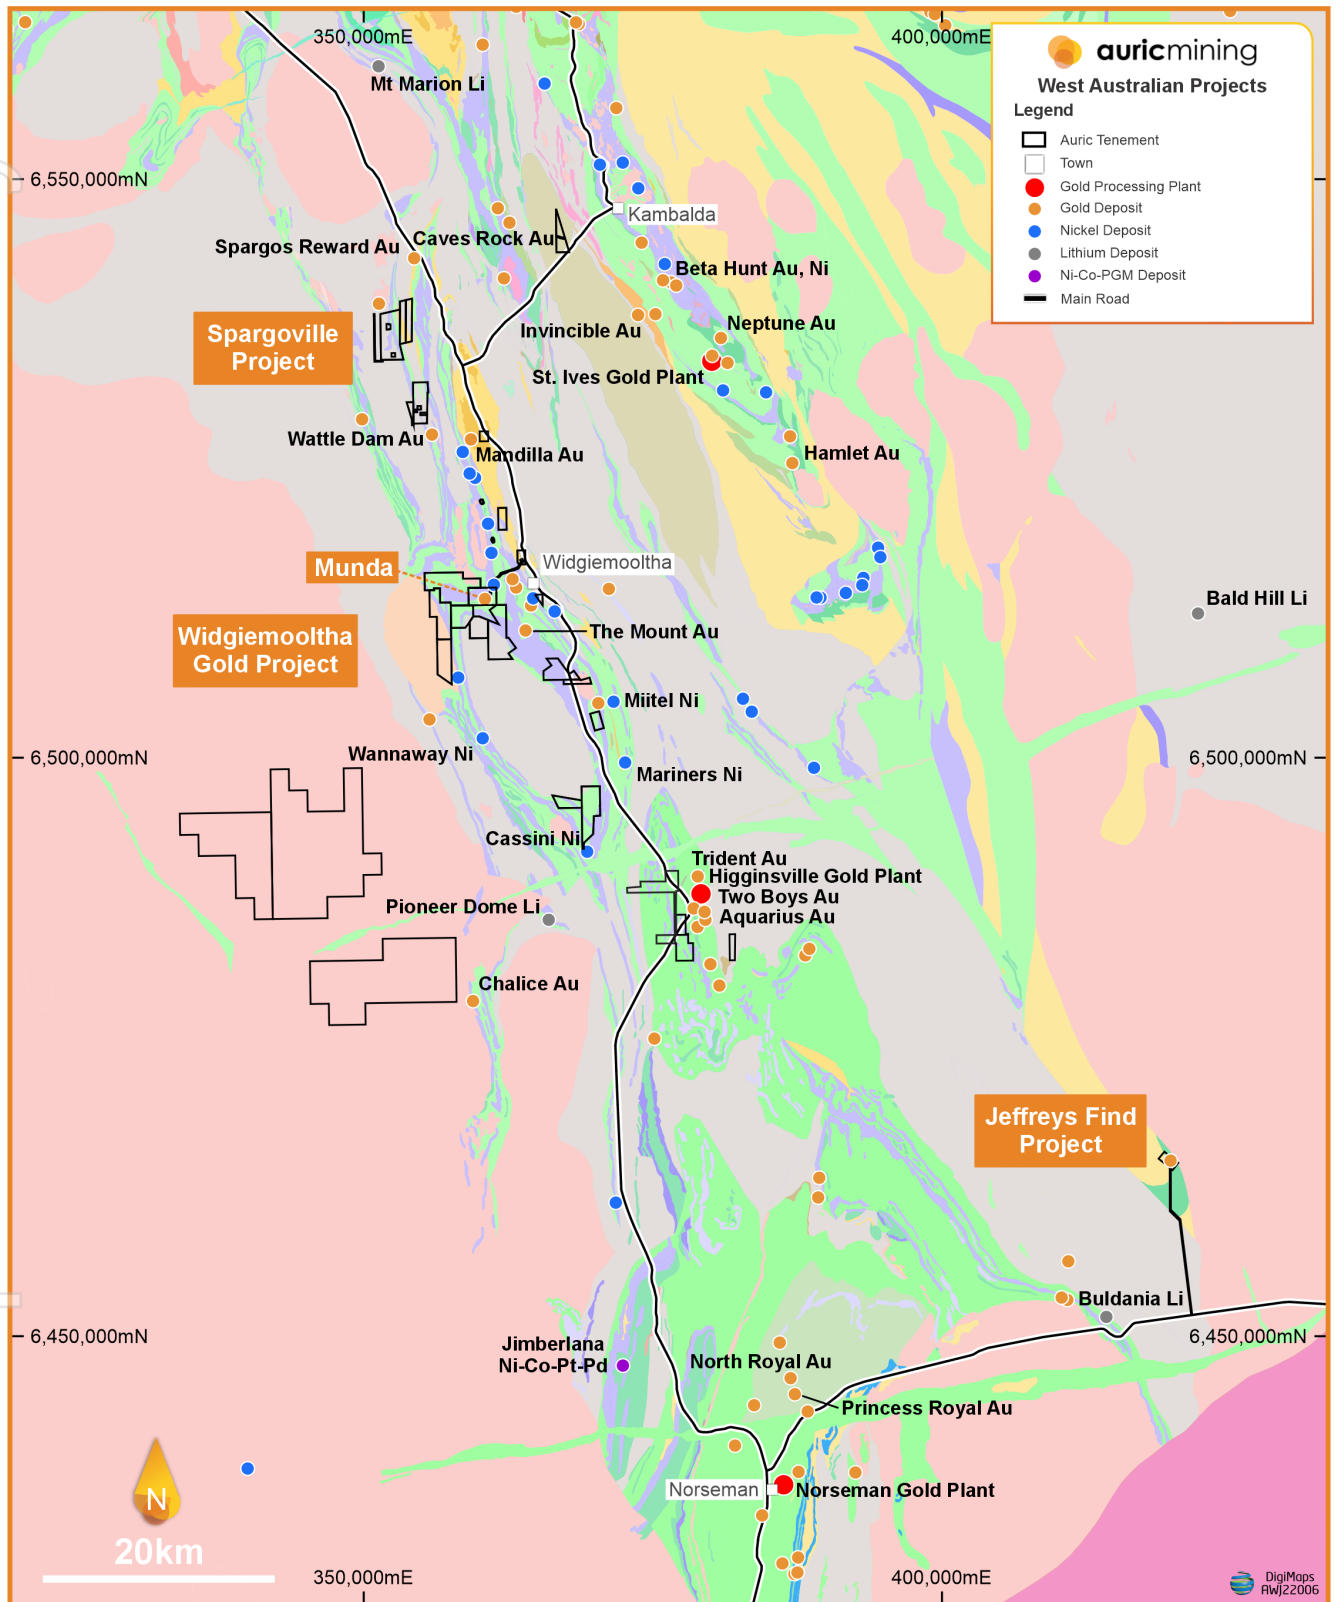 350,000mE
400,000mE
auricmining
West Australian Projects
Legend
Auric Tenement
Town
Gold Processing Plant
Gold Deposit
Nickel Deposit
Lithium Deposit
Ni-Co-PGM Deposit
Main Road
Mt Marion Li
6,550,000mN
Kambalda
Spargos Reward Au
Caves Rock Au
Beta Hunt Au, Ni
Invincible Au
Neptune Au
Spargoville
Project
St. Ives Gold Plant
Wattle Dam Au
Mandilla Au
Hamlet Au
Munda
Widgiemooltha
Bald Hill Li
Widgiemooltha
Gold Project
The Mount Au
Miitel Ni
Wannaway Ni
6,500,000mN
6,500,000mN
Mariners Ni
Cassini Ni
Trident Au
Higginsville Gold Plant
Two Boys Au
Aquarius Au
Pioneer Dome Li
Chalice Au
Jeffreys Find
Project
Buldania Li
6,450,000mN
6,450,000mN
Jimberlana
Ni-Co-Pt-Pd
North Royal Au
Princess Royal Au
Norseman
Norseman Gold Plant
N
20km
350,000mE
400,000mE
DigiMaps
AWJ22006